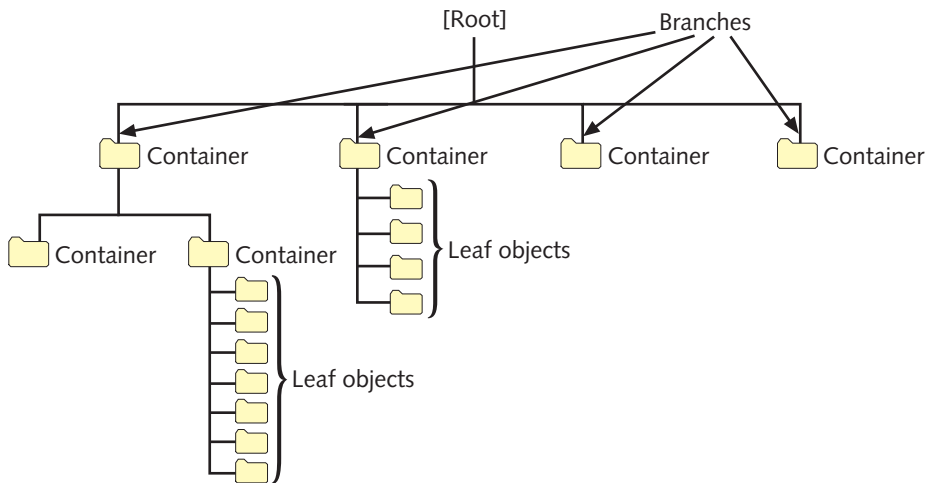 [Root]
Branches
Container
Container
Container
Container
Container
Container
Leaf objects
Leaf objects